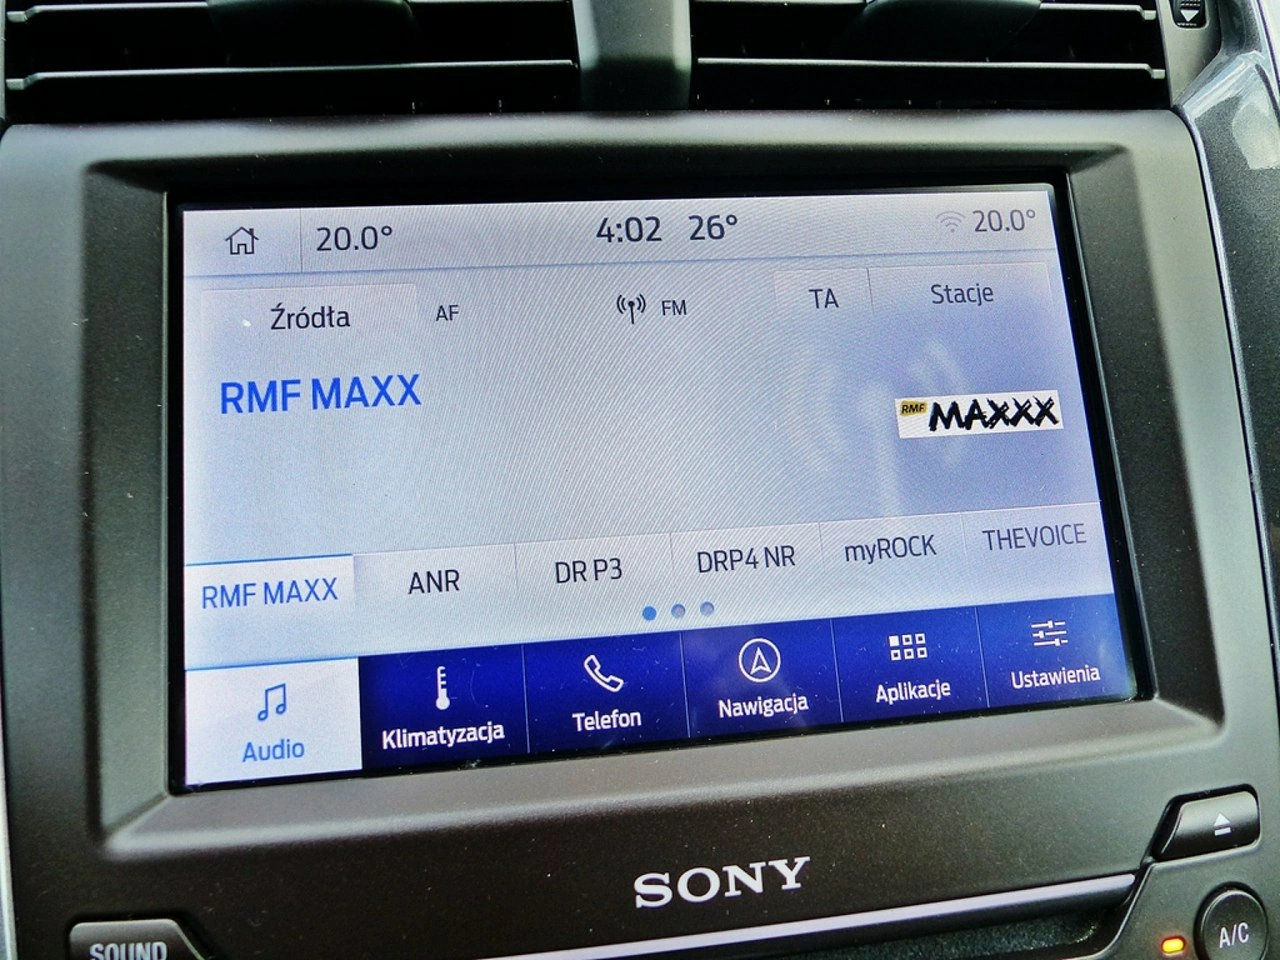 20.0° 4:02 26° 20.0°
Źródła AF FM TA Stacje
RMF MAXX
RMF MAXXX
RMF MAXX ANR DR P3 DRP4 NR myROCK THEVOICE
Audio Klimatyzacja Telefon Nawigacja Aplikacje Ustawienia
SONY
SOUND A/C